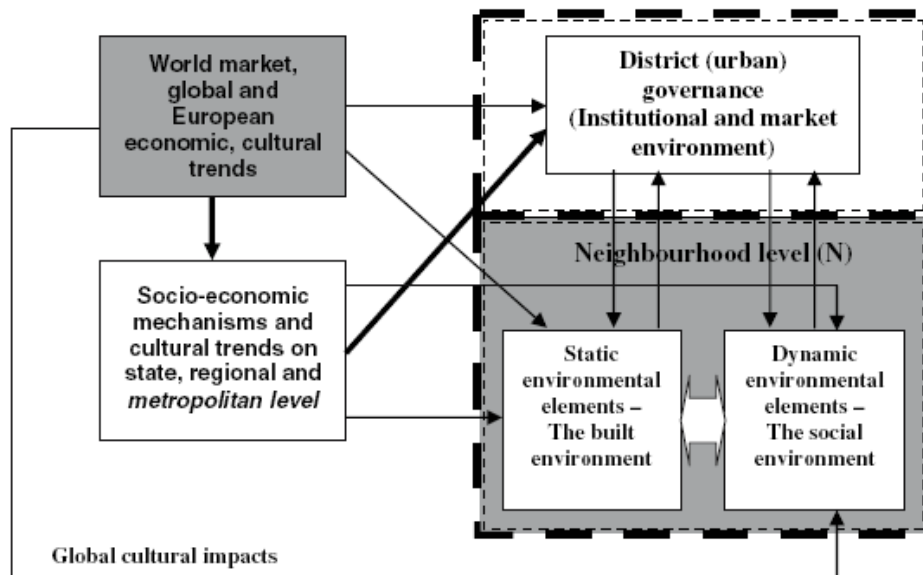 World market,
global and
European
economic, cultural
trends
District (urban)
governance
(Institutional and market
environment)
Socio-economic
mechanisms and
cultural trends on
state, regional and
metropolitan level
Neighbourhood level (N)
Static
environmental
elements –
The built
environment
Dynamic
environmental
elements –
The social
environment
Global cultural impacts